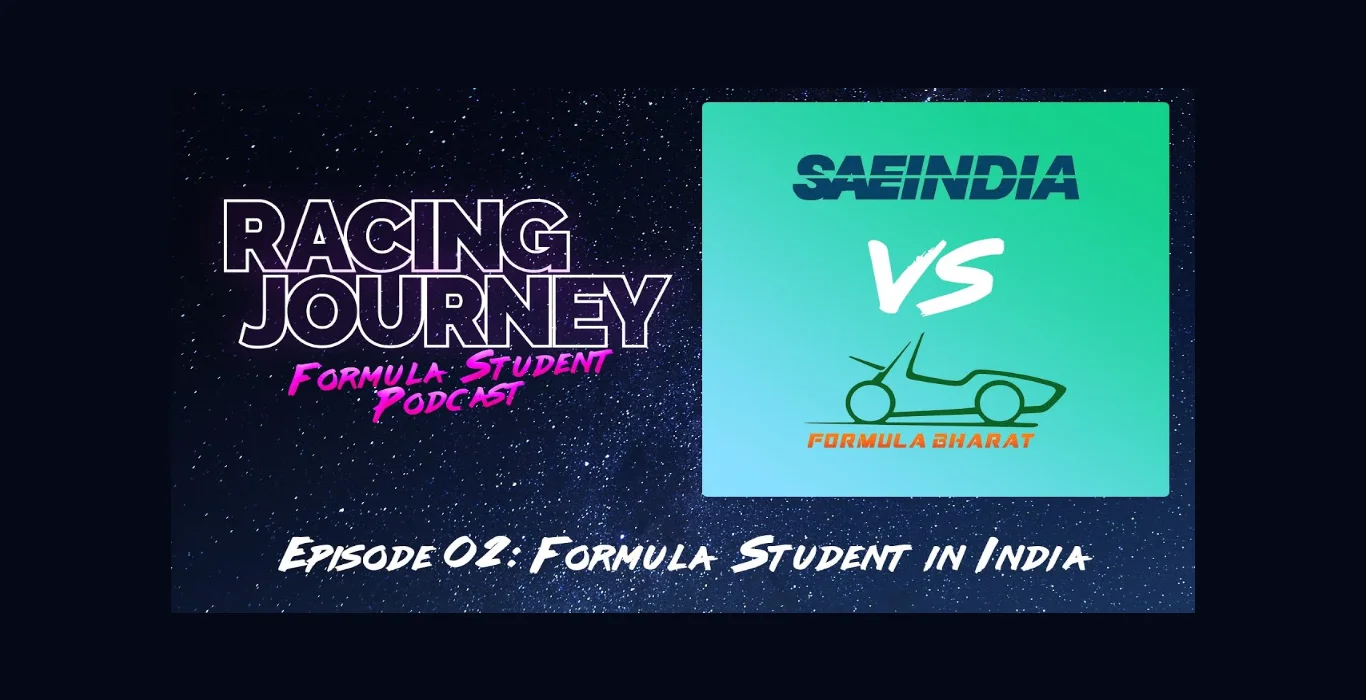 RACING
JOURNEY
FORMULA STUDENT
PODCAST
SAEINDIA
VS
FORMULA BHARAT
EPISODE 02: FORMULA STUDENT IN INDIA